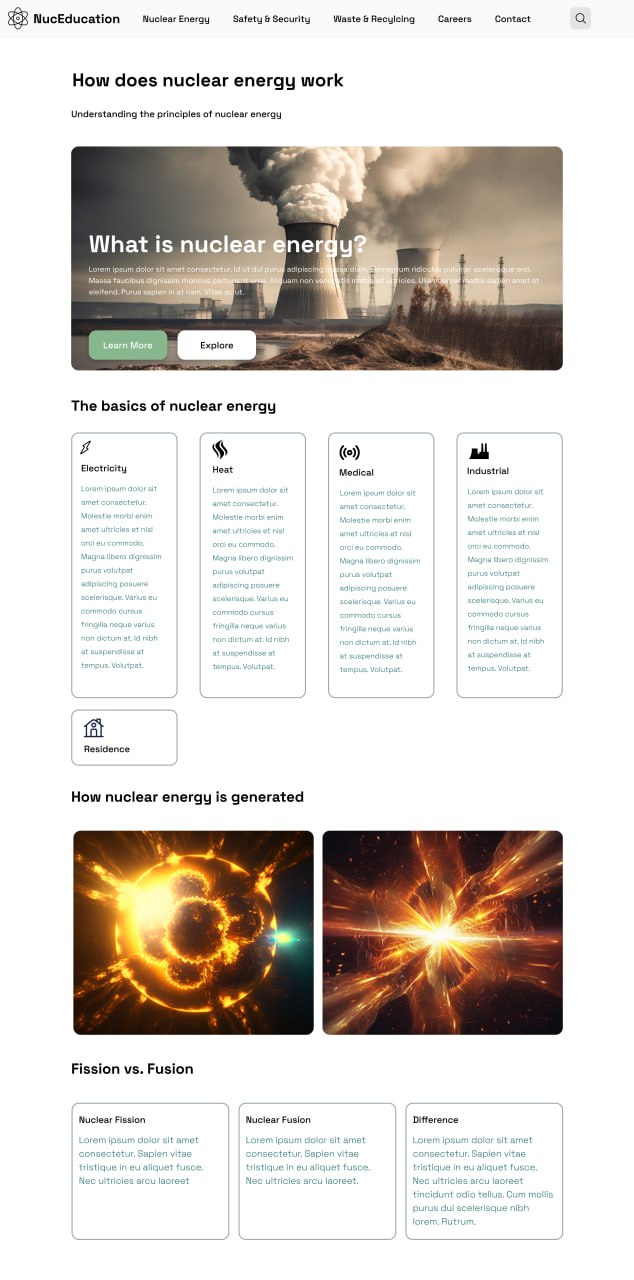 NucEducation
Nuclear Energy
Safety & Security
Waste & Recylcing
Careers
Contact
How does nuclear energy work
Understanding the principles of nuclear energy
What is nuclear energy?
Lorem ipsum dolor sit amet consectetur. Id ut dui purus adipiscing massa diam. Elementum ridiculus pulvinar scelerisque orci.
Massa faucibus dignissim rhoncus parturient urna. Aliquam non venenatis mattis sit ultricies. Ullamcorper mattis sapien amet et
eleifend. Purus sapien in at nam. Vitae ac ut.
Learn More
Explore
The basics of nuclear energy
Electricity
Lorem ipsum dolor sit
amet consectetur.
Molestie morbi enim
amet ultricies et nisl
orci eu commodo.
Magna libero dignissim
purus volutpat
adipiscing posuere
scelerisque. Varius eu
commodo cursus
fringilla neque varius
non dictum at. Id nibh
at suspendisse at
tempus. Volutpat.
Heat
Lorem ipsum dolor sit
amet consectetur.
Molestie morbi enim
amet ultricies et nisl
orci eu commodo.
Magna libero dignissim
purus volutpat
adipiscing posuere
scelerisque. Varius eu
commodo cursus
fringilla neque varius
non dictum at. Id nibh
at suspendisse at
tempus. Volutpat.
Medical
Lorem ipsum dolor sit
amet consectetur.
Molestie morbi enim
amet ultricies et nisl
orci eu commodo.
Magna libero dignissim
purus volutpat
adipiscing posuere
scelerisque. Varius eu
commodo cursus
fringilla neque varius
non dictum at. Id nibh
at suspendisse at
tempus. Volutpat.
Industrial
Lorem ipsum dolor sit
amet consectetur.
Molestie morbi enim
amet ultricies et nisl
orci eu commodo.
Magna libero dignissim
purus volutpat
adipiscing posuere
scelerisque. Varius eu
commodo cursus
fringilla neque varius
non dictum at. Id nibh
at suspendisse at
tempus. Volutpat.
Residence
How nuclear energy is generated
Fission vs. Fusion
Nuclear Fission
Lorem ipsum dolor sit amet
consectetur. Sapien vitae
tristique in eu aliquet fusce.
Nec ultricies arcu laoreet
Nuclear Fusion
Lorem ipsum dolor sit amet
consectetur. Sapien vitae
tristique in eu aliquet fusce.
Nec ultricies arcu laoreet.
Difference
Lorem ipsum dolor sit amet
consectetur. Sapien vitae
tristique in eu aliquet fusce.
Nec ultricies arcu laoreet
tincidunt odio tellus. Cum mollis
purus dui scelerisque nibh
lorem. Rutrum.